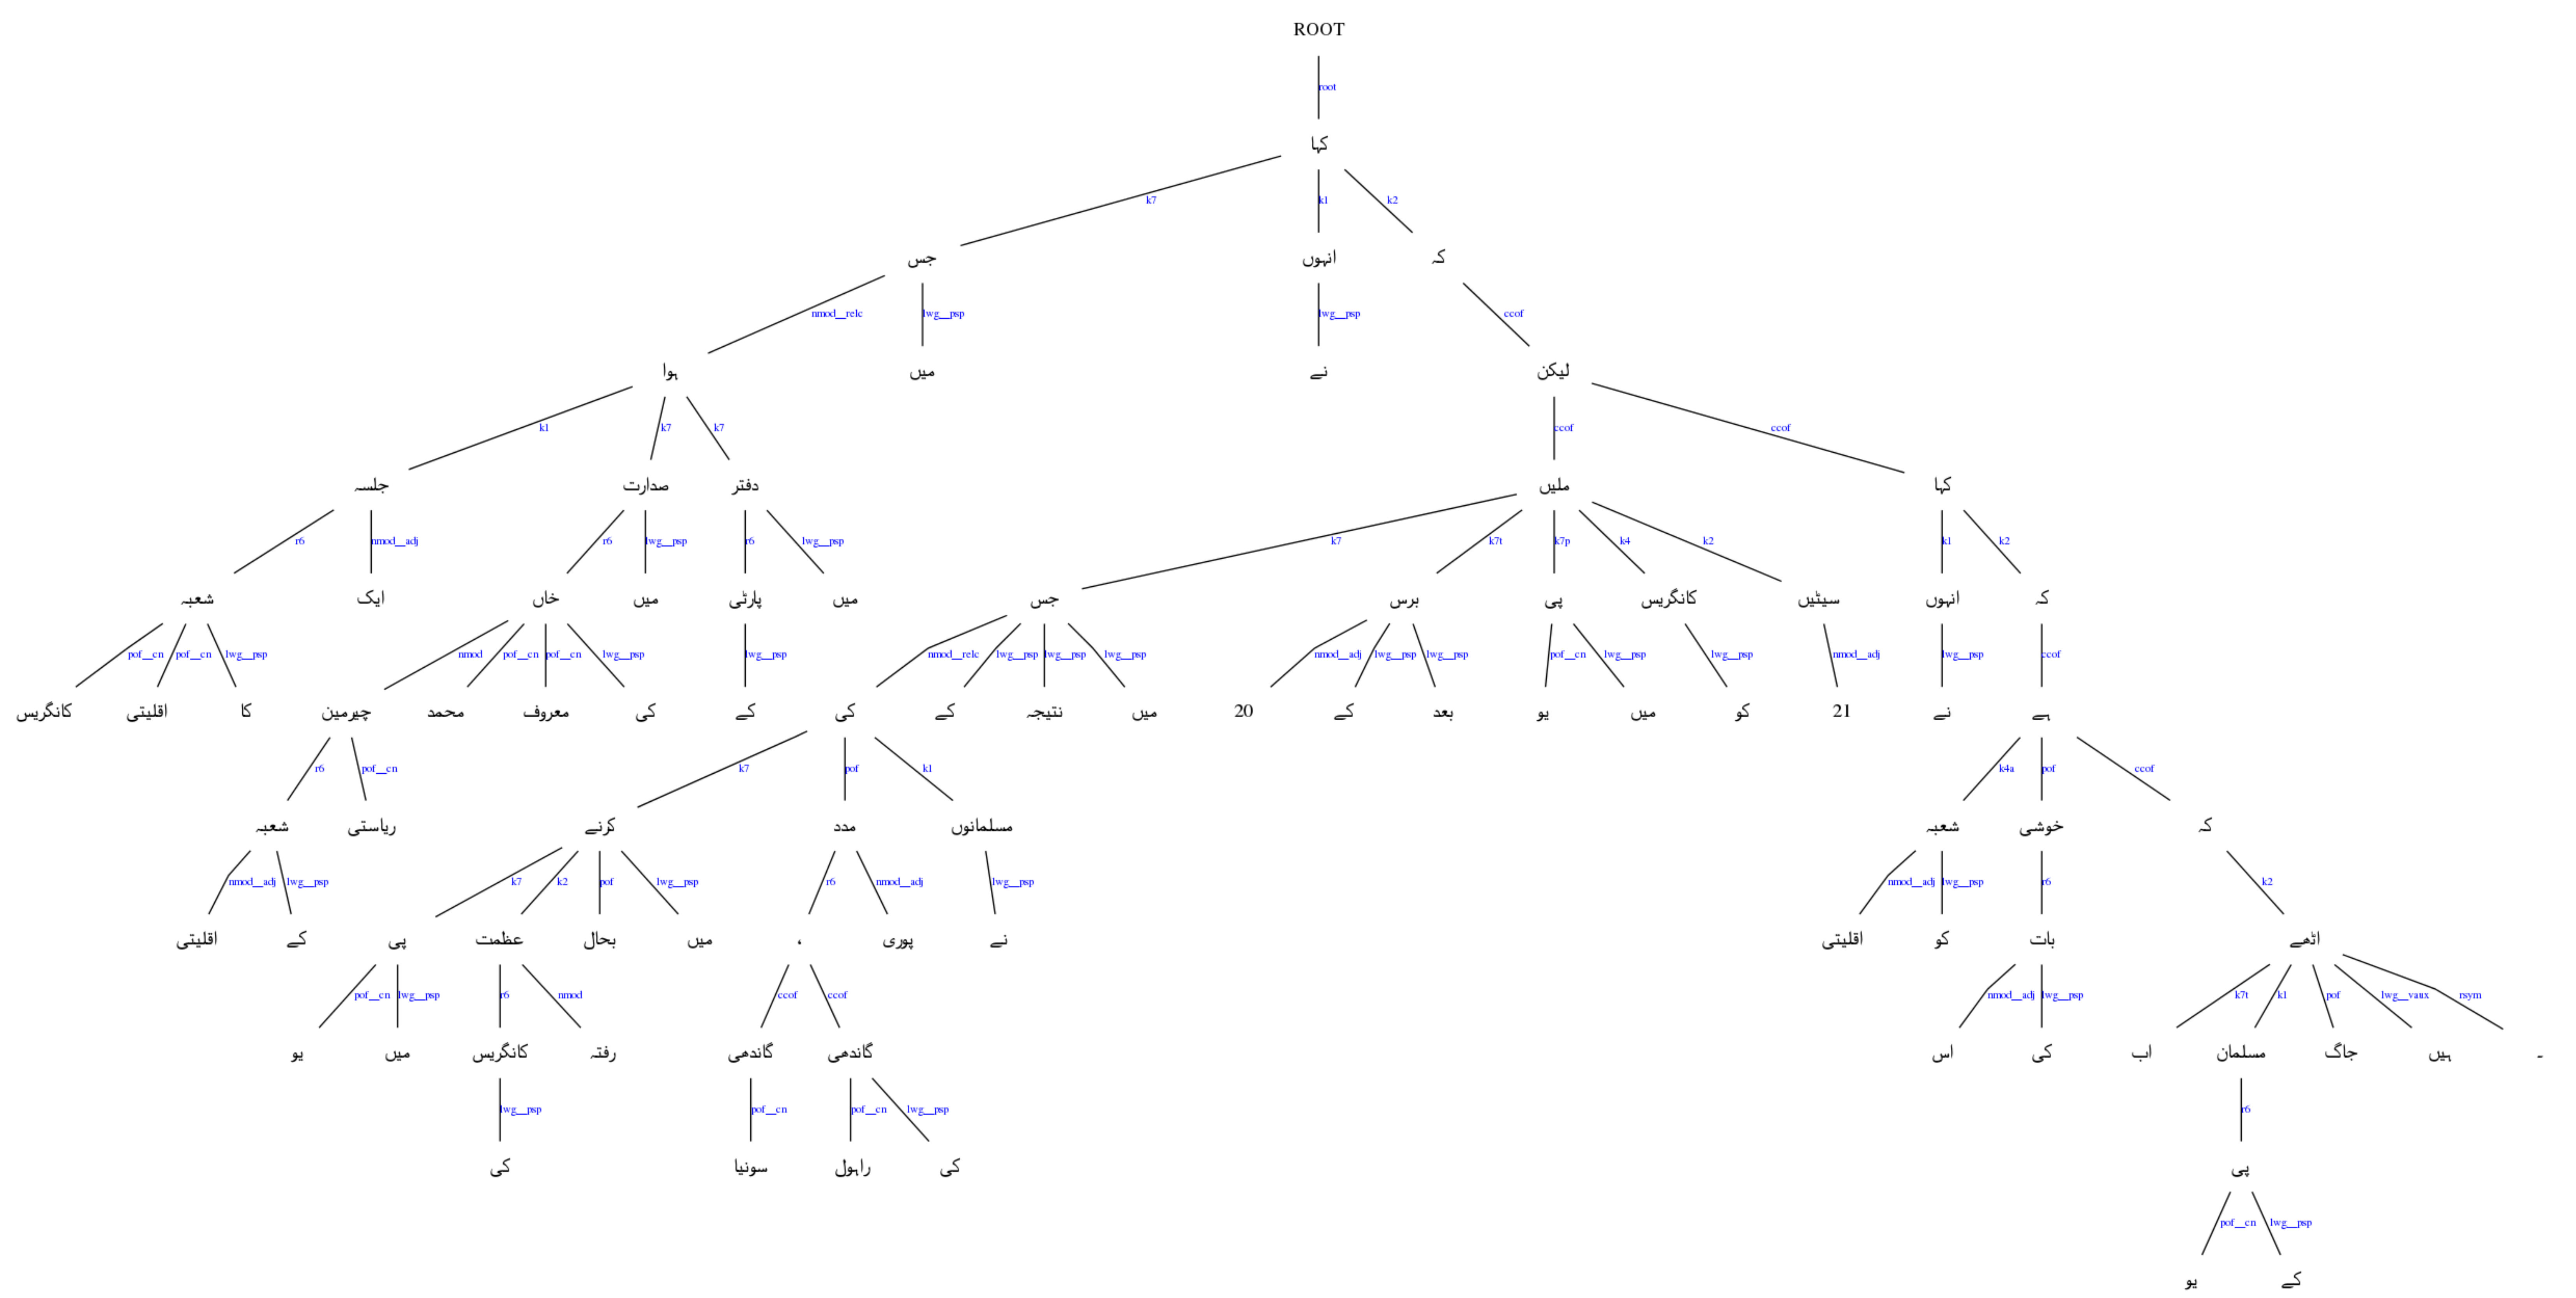 ROOT
root
کہا
k7 k1 k2
جس انہوں کہ
nmod__relc lwg__psp lwg__psp ccof
ہوا میں نے لیکن
k1 k7 k7 ccof ccof
جلسہ صدارت دفتر ملیں کہا
r6 nmod__adj r6 lwg__psp r6 lwg__psp k7 k7t k7p k4 k2 k1 k2
شعبہ ایک خاں میں پارٹی میں جس برس پی کانگریس سیٹیں انہوں کہ
pof__cn pof__cn lwg__psp nmod pof__cn pof__cn lwg__psp lwg__psp nmod__relc lwg__psp lwg__psp lwg__psp nmod__adj lwg__psp lwg__psp pof__cn lwg__psp lwg__psp nmod__adj lwg__psp ccof
کانگریس اقلیتی کا چیرمین محمد معروف کی کے کی کے نتیجہ میں 20 کے بعد یو میں کو 21 نے ہے
r6 pof__cn k7 pof k1 k4a pof ccof
شعبہ ریاستی کرنے مدد مسلمانوں شعبہ خوشی کہ
nmod__adj lwg__psp k7 k2 pof lwg__psp r6 nmod__adj lwg__psp nmod__adj lwg__psp r6 k2
اقلیتی کے پی عظمت بحال میں ، پوری نے اقلیتی کو بات اٹھے
pof__cn lwg__psp r6 nmod ccof ccof nmod__adj lwg__psp k7t k1 pof lwg__vaux rsym
یو میں کانگریس رفتہ گاندھی گاندھی اس کی اب مسلمان جاگ ہیں ۔
lwg__psp pof__cn pof__cn lwg__psp r6
کی سونیا راہول کی پی
pof__cn lwg__psp
یو کے